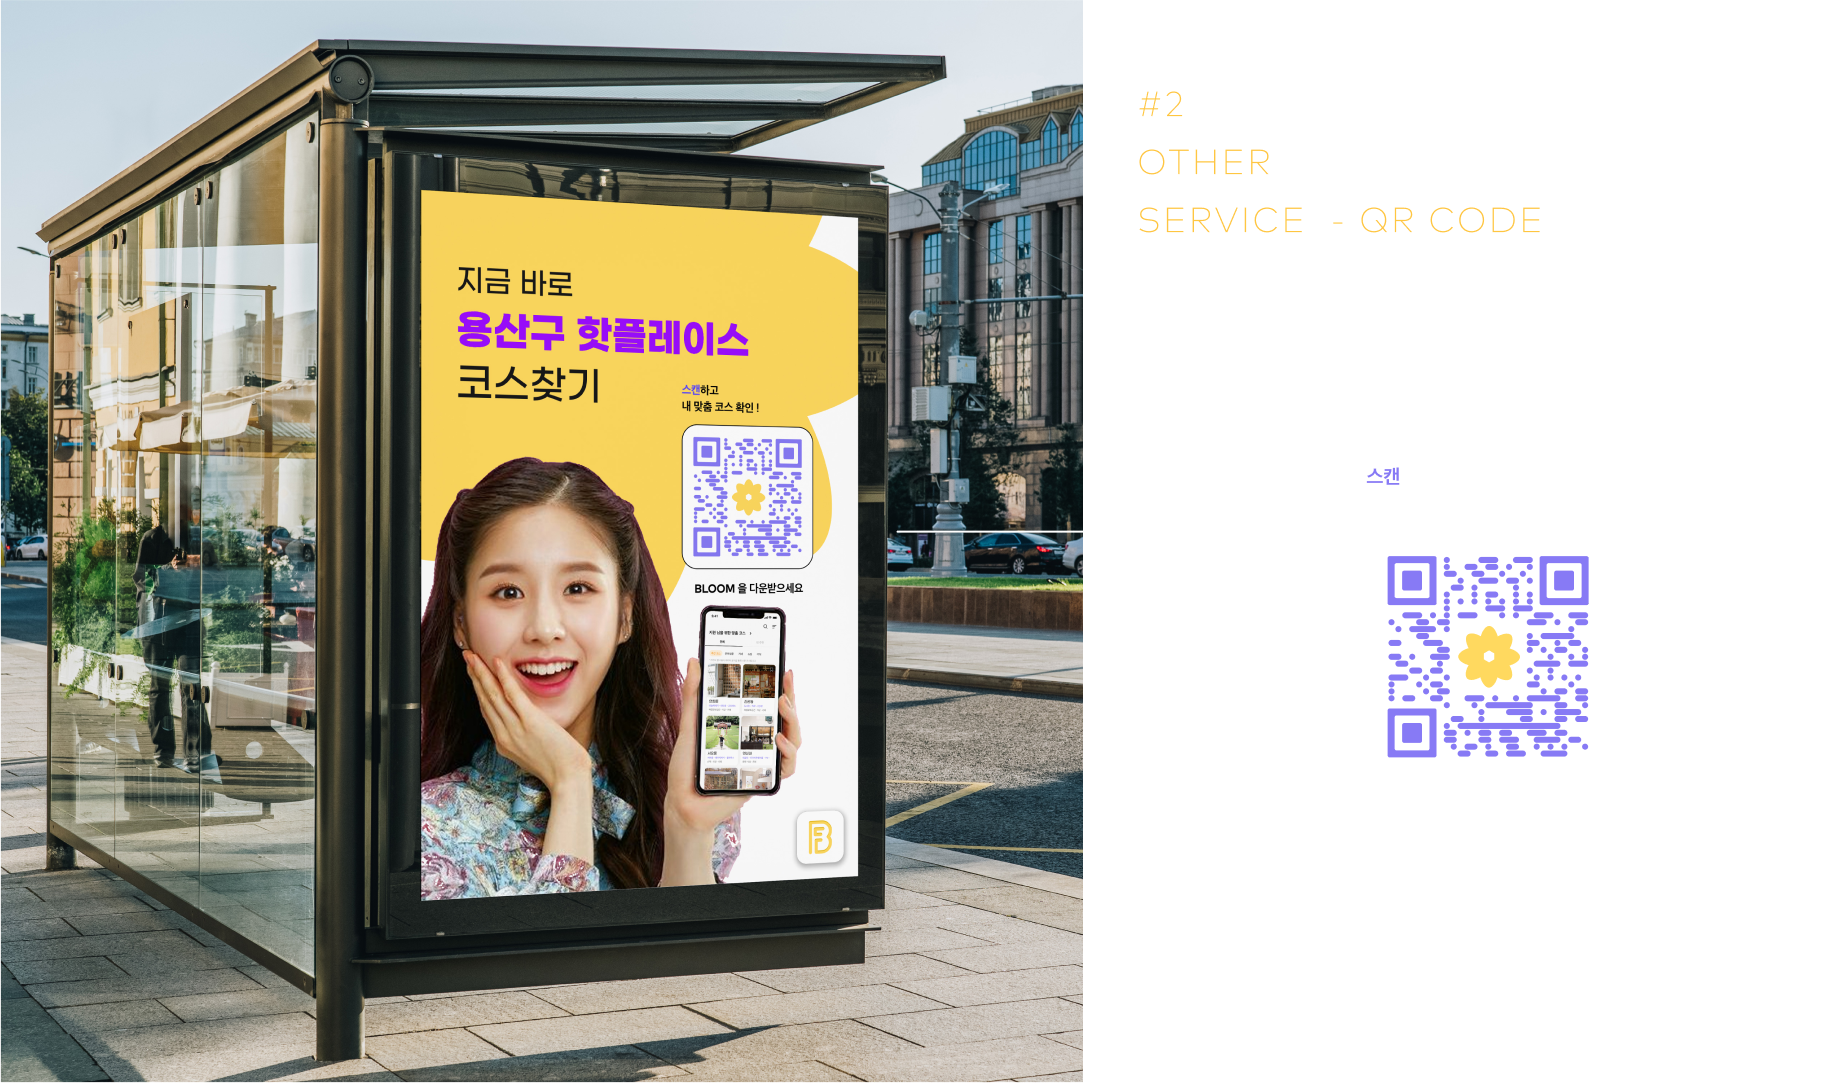 지금 바로
용산구 핫플레이스
코스찾기
스캔하고
내 맞춤 코스 확인 !
BLOOM 을 다운받으세요
#2
OTHER
SERVICE - QR CODE
스캔